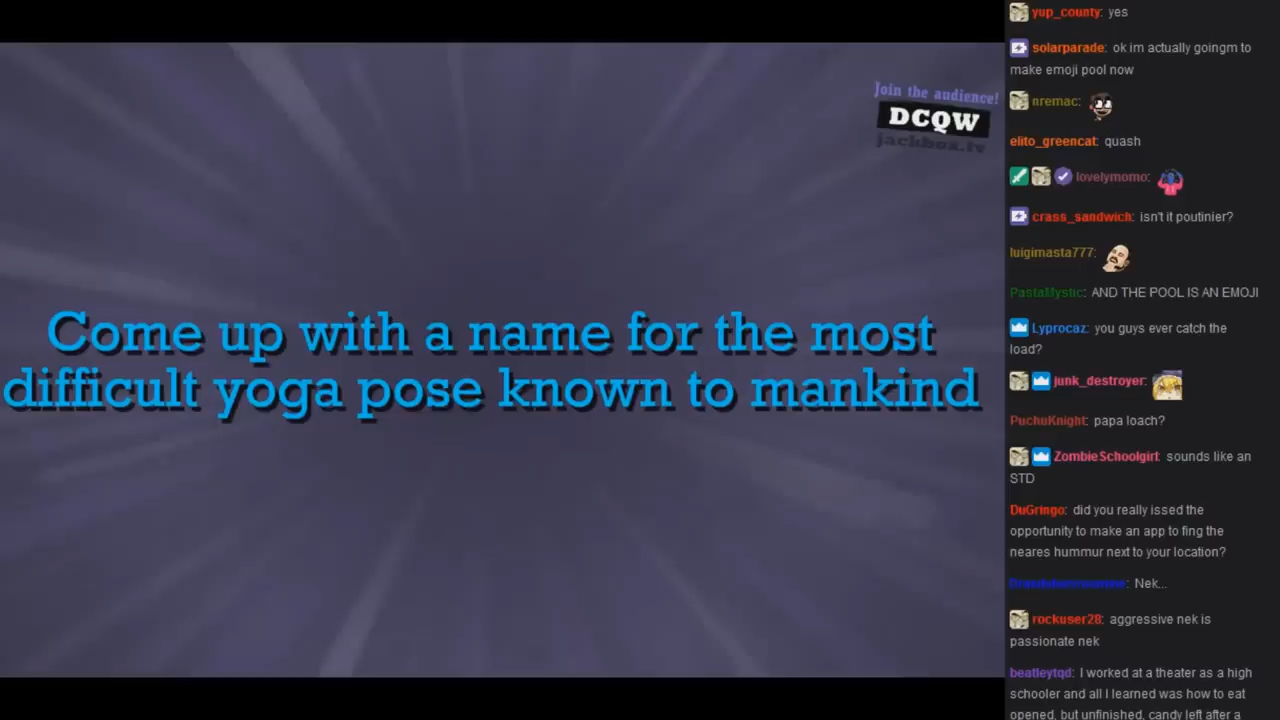 Join the audience!
DCQW
jackbox.tv
Come up with a name for the most
difficult yoga pose known to mankind
yup_county: yes
solarparade: ok im actually goingm to
make emoji pool now
nremac:
elito_greencat: quash
lovelymomo:
crass_sandwich: isn't it poutinier?
luigimasta777:
PastaMystic: AND THE POOL IS AN EMOJI
Lyprocaz: you guys ever catch the
load?
junk_destroyer:
PuchuKnight: papa loach?
ZombieSchoolgirl: sounds like an
STD
DuGringo: did you really issed the
opportunity to make an app to fing the
neares hummur next to your location?
: Nek...
rockuser28: aggressive nek is
passionate nek
beatleytqd: I worked at a theater as a high
schooler and all I learned was how to eat
opened, but unfinished, candy left after a